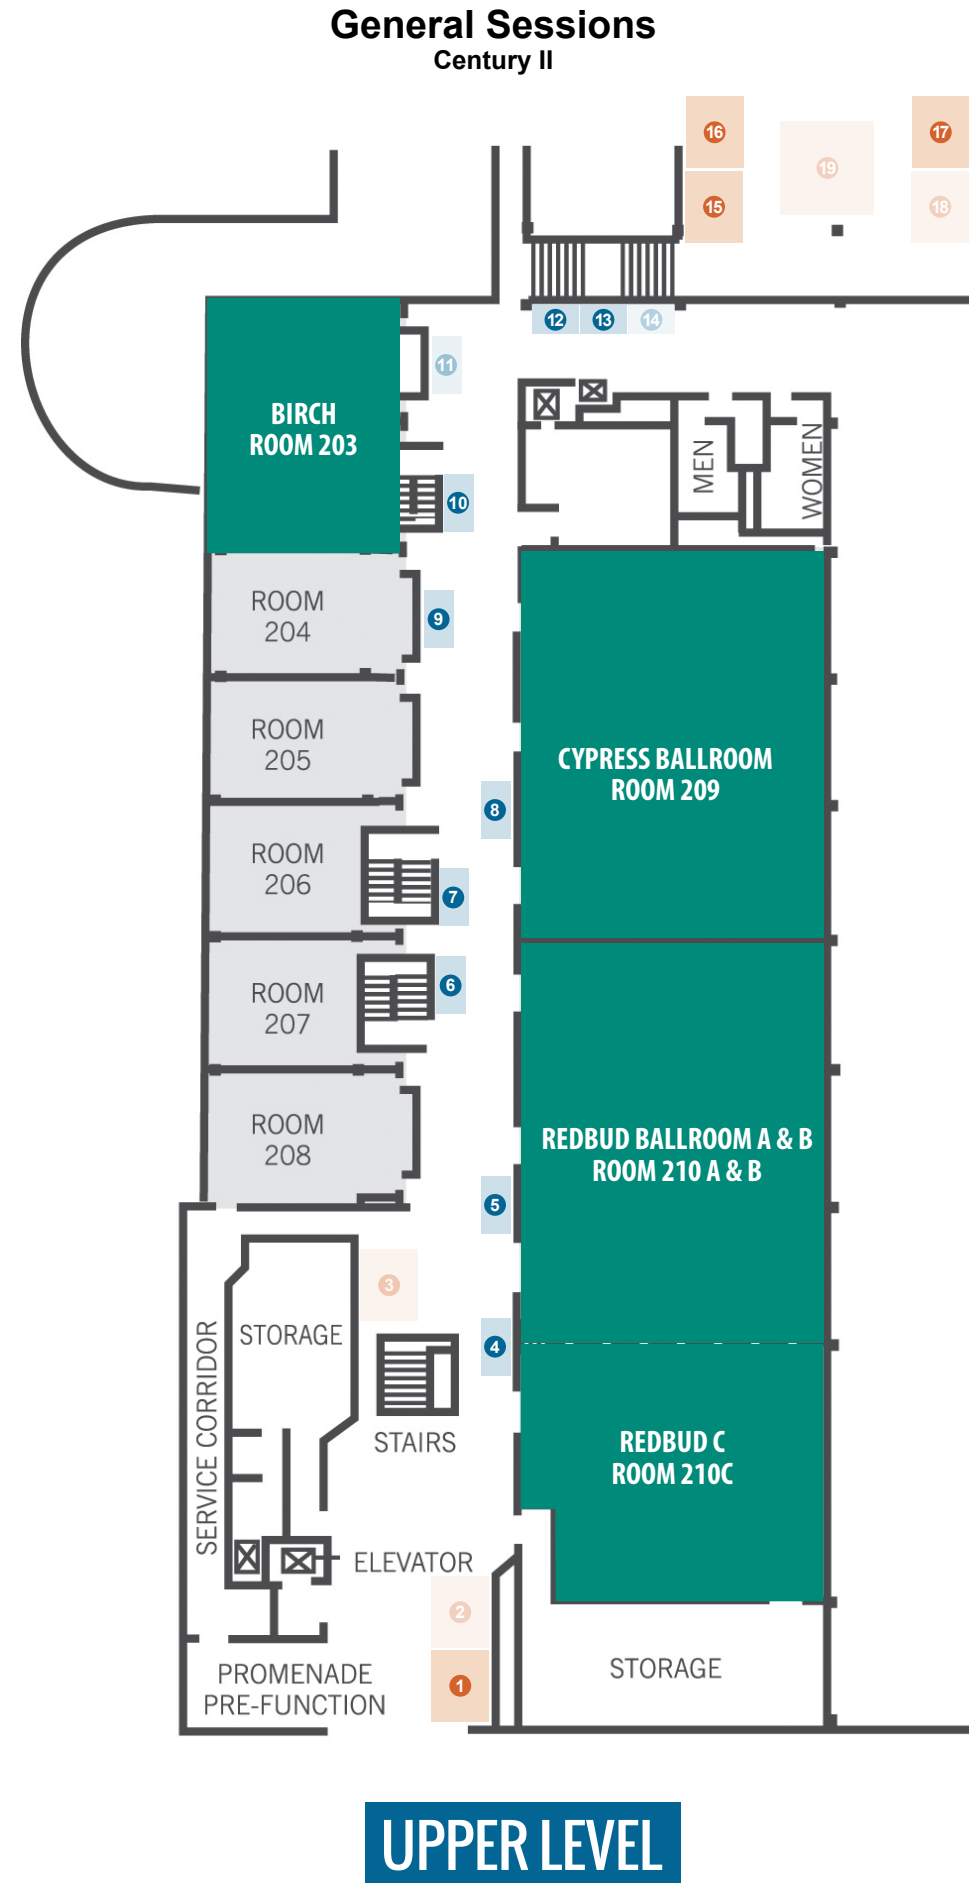 General Sessions
Century II
16
17
19
15
18
12
13
14
11
BIRCH
ROOM 203
MEN
WOMEN
10
ROOM
204
9
ROOM
205
CYPRESS BALLROOM
ROOM 209
8
ROOM
206
7
6
ROOM
207
ROOM
208
REDBUD BALLROOM A & B
ROOM 210 A & B
5
3
STORAGE
4
SERVICE CORRIDOR
STAIRS
REDBUD C
ROOM 210C
ELEVATOR
2
1
PROMENADE
PRE-FUNCTION
STORAGE
UPPER LEVEL